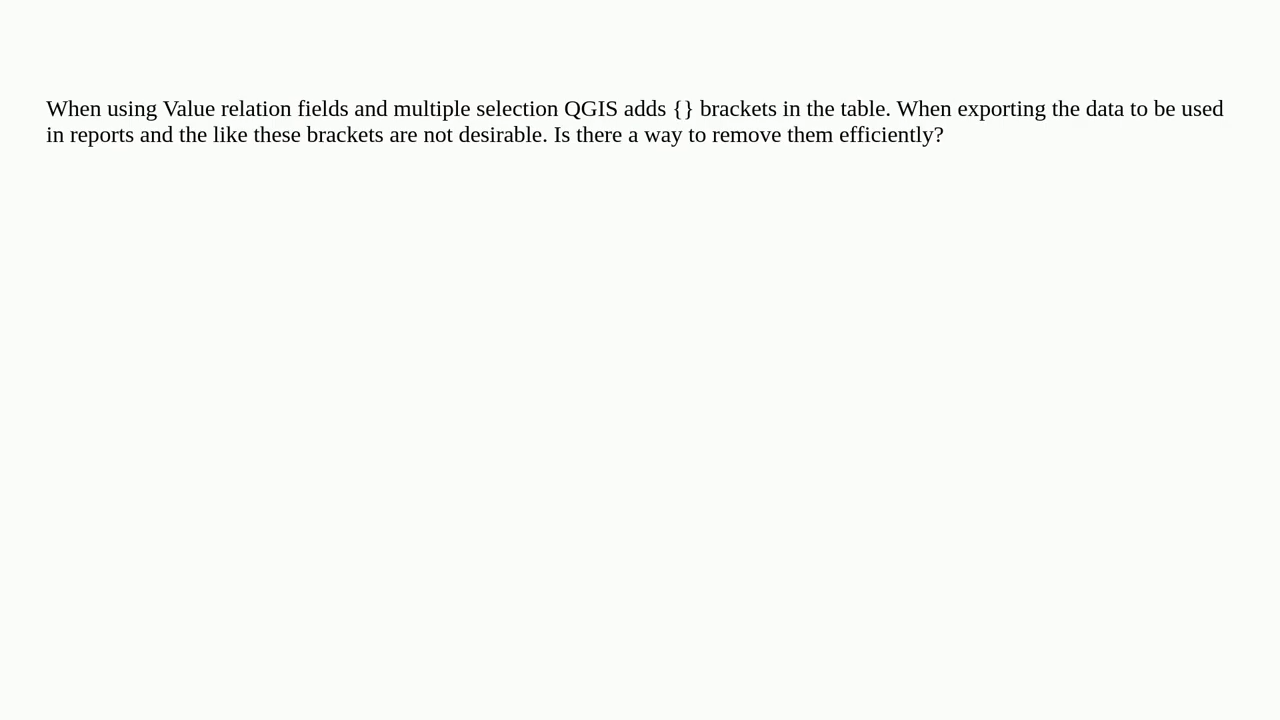 When using Value relation fields and multiple selection QGIS adds {} brackets in the table. When exporting the data to be used
in reports and the like these brackets are not desirable. Is there a way to remove them efficiently?